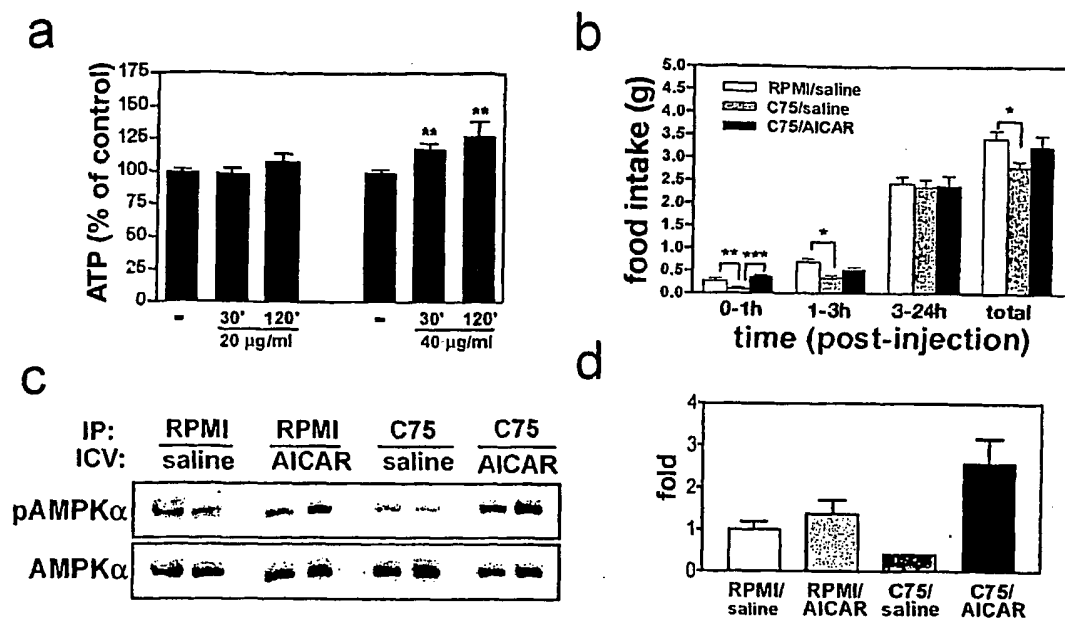 a
ATP (% of control)
175
150
125
100
75
50
25
0
** **
- 30' 120' - 30' 120'
20 µg/ml 40 µg/ml
b
food intake (g)
5.0
4.5
4.0
3.5
3.0
2.5
2.0
1.5
1.0
0.5
0.0
RPMI/saline
C75/saline
C75/AICAR
** *** * *
0-1h 1-3h 3-24h total
time (post-injection)
c
IP: RPMI RPMI C75 C75
ICV: saline AICAR saline AICAR
pAMPKα
AMPKα
d
fold
4
3
2
1
0
RPMI/ RPMI/ C75/ C75/
saline AICAR saline AICAR